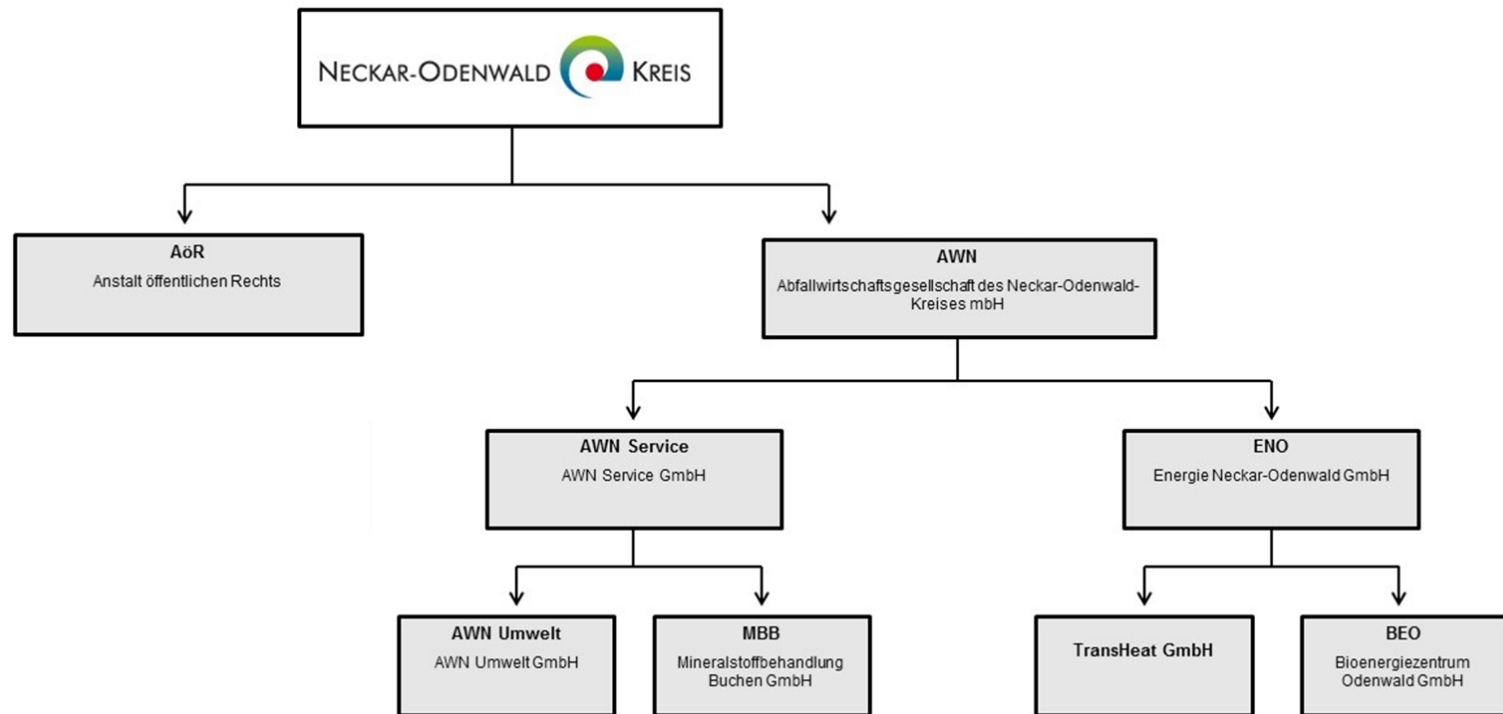 NECKAR-ODENWALD KREIS
AöR
Anstalt öffentlichen Rechts
AWN
Abfallwirtschaftsgesellschaft des Neckar-Odenwald-
Kreises mbH
AWN Service
AWN Service GmbH
ENO
Energie Neckar-Odenwald GmbH
AWN Umwelt
AWN Umwelt GmbH
MBB
Mineralstoffbehandlung
Buchen GmbH
TransHeat GmbH
BEO
Bioenergiezentrum
Odenwald GmbH